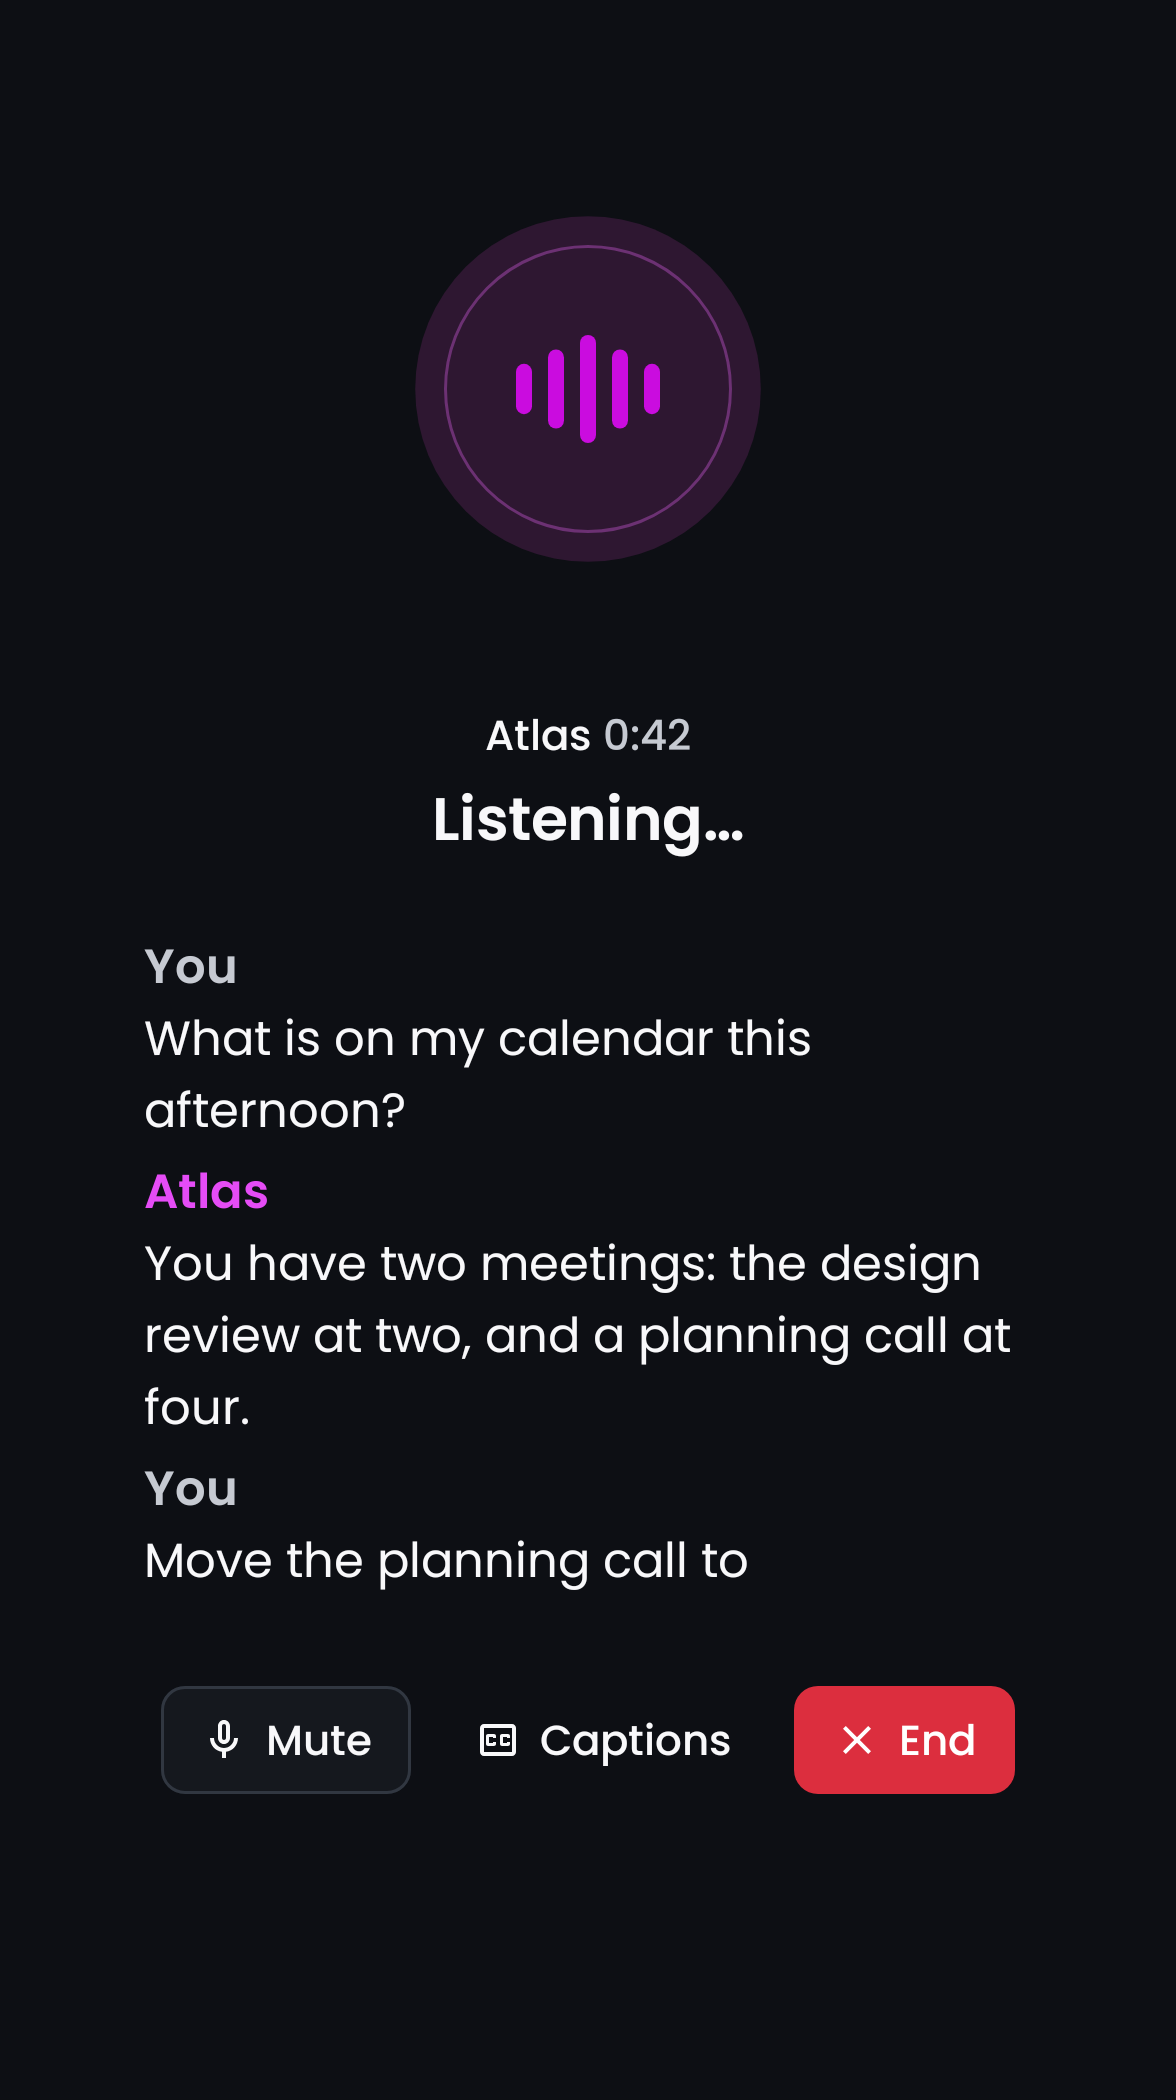 Atlas 0:42
Listening…
You
What is on my calendar this
afternoon?
Atlas
You have two meetings: the design
review at two, and a planning call at
four.
You
Move the planning call to
Mute CC Captions End